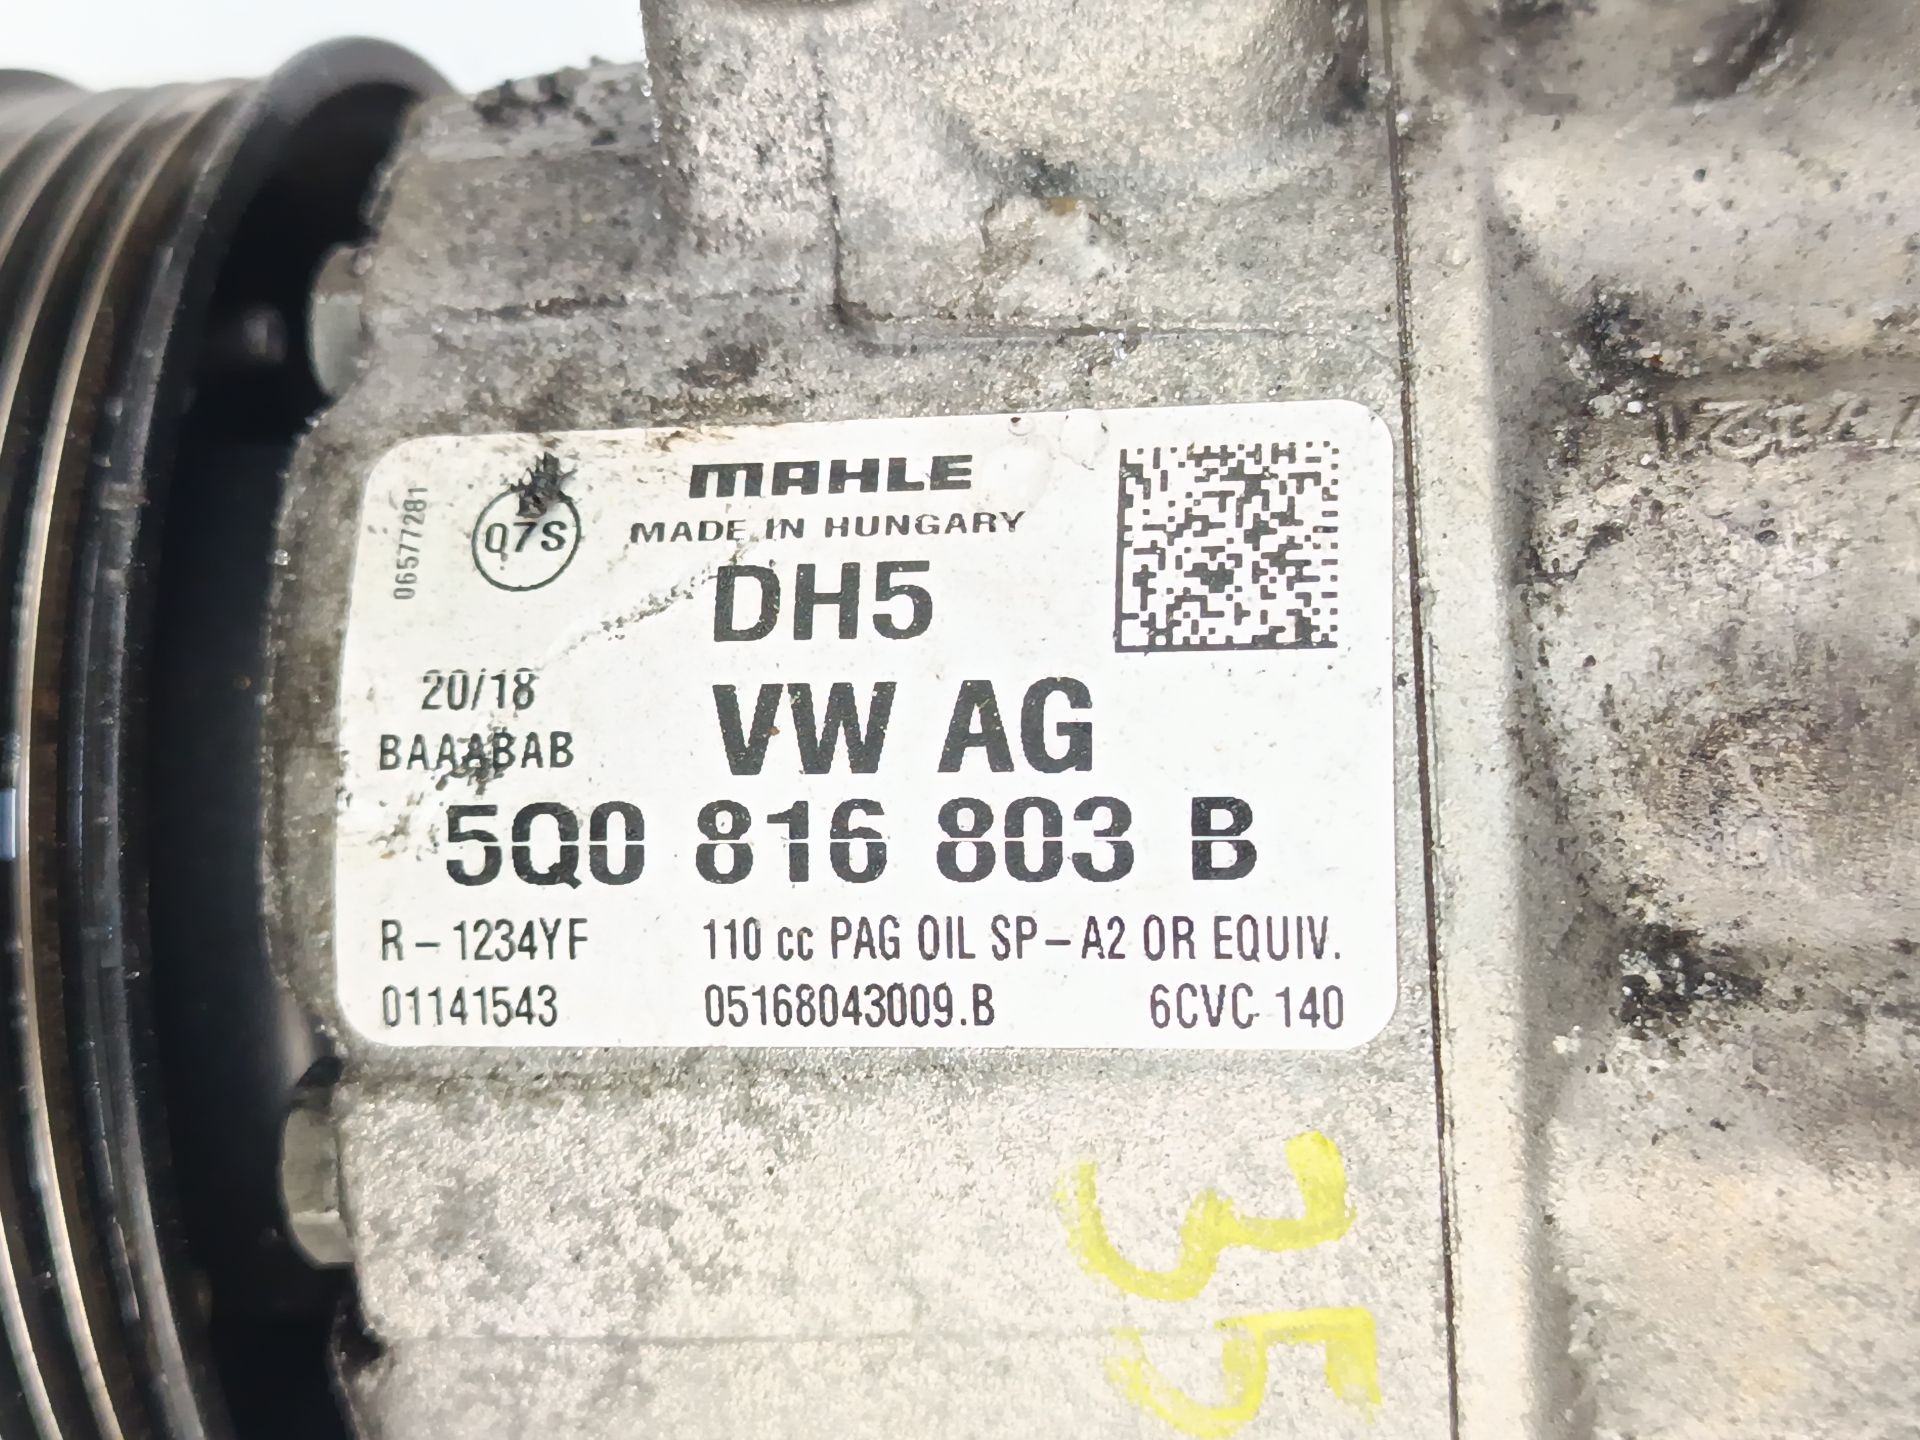 MAHLE
MADE IN HUNGARY
06577281
Q7S
DH5
20/18
VW AG
BAAABAB
5Q0 816 803 B
R-1234YF
110 cc PAG OIL SP-A2 OR EQUIV.
01141543
05168043009.B
6CVC 140
35